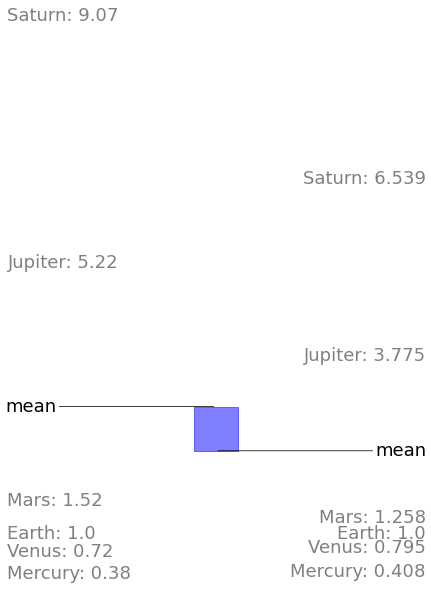 Saturn: 9.07
Saturn: 6.539
Jupiter: 5.22
Jupiter: 3.775
mean
mean
Mars: 1.52
Mars: 1.258
Earth: 1.0
Earth: 1.0
Venus: 0.72
Venus: 0.795
Mercury: 0.38
Mercury: 0.408